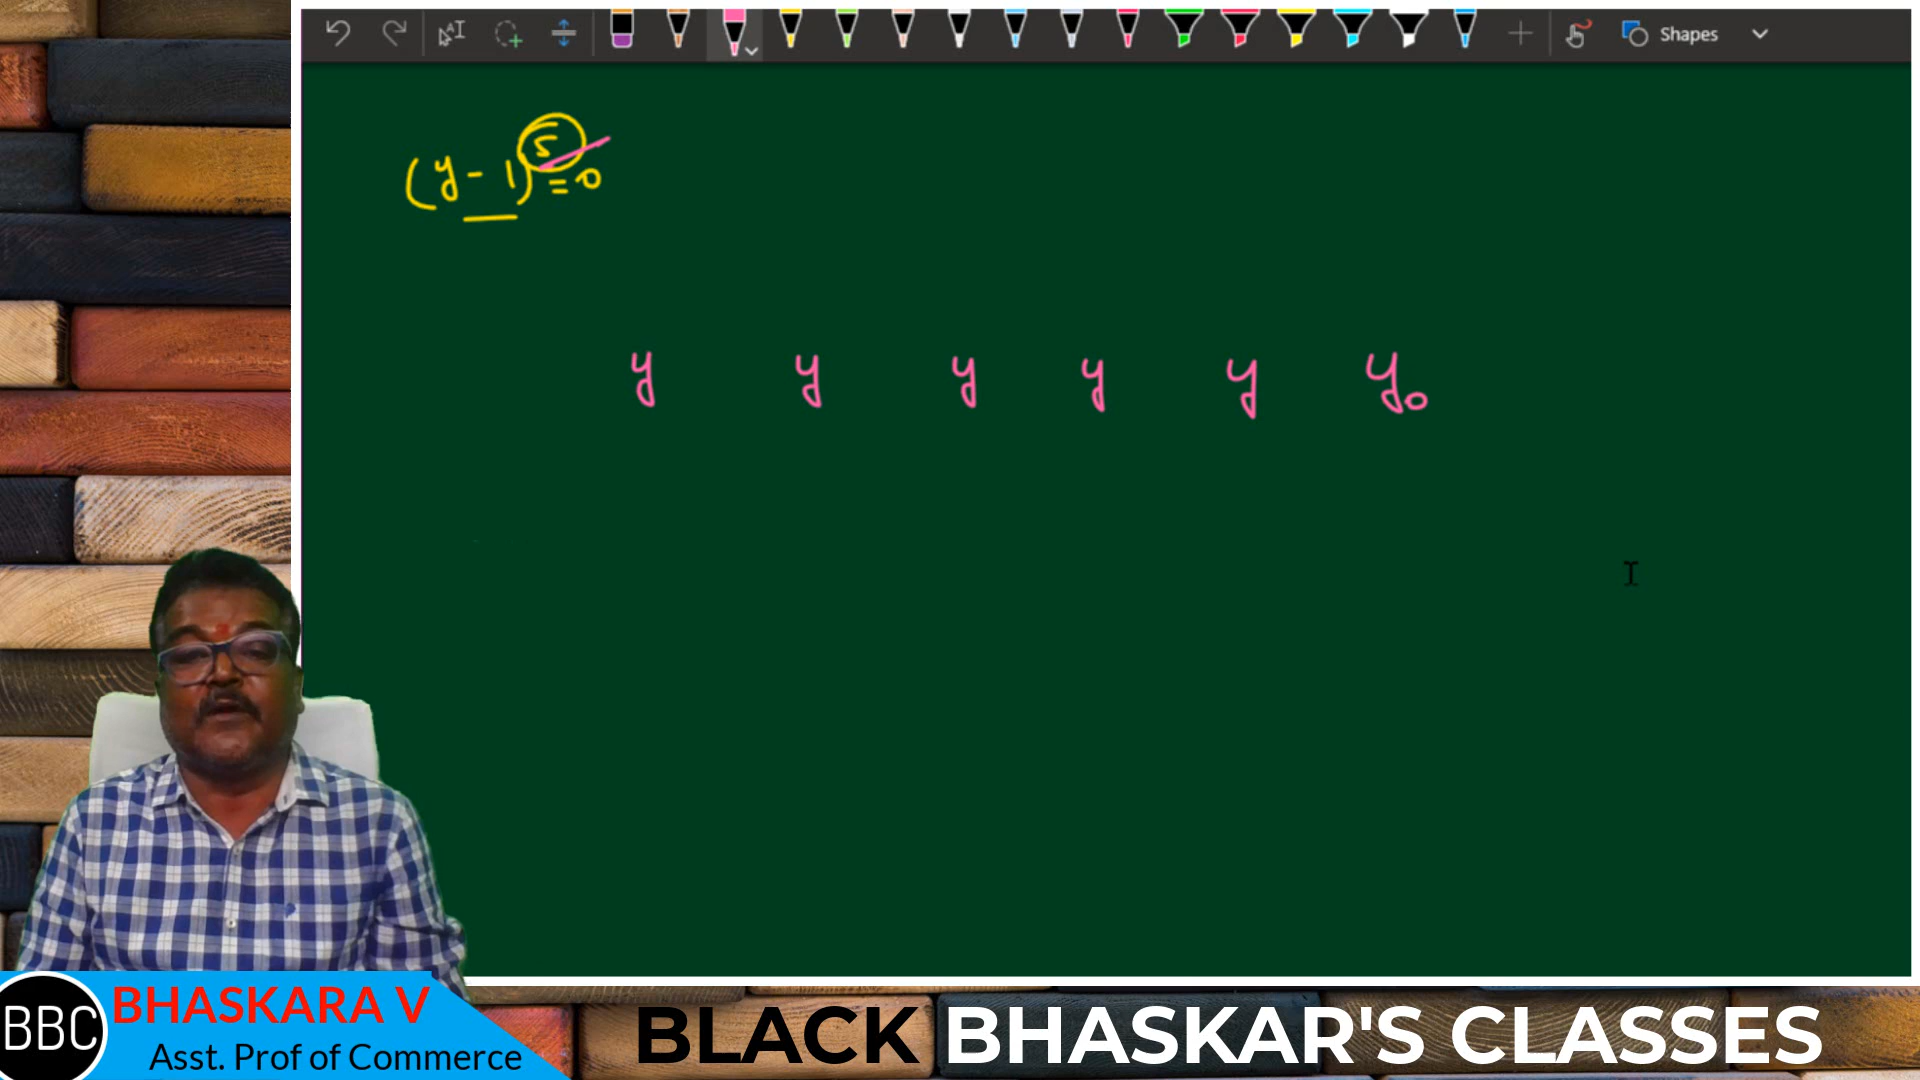 Shapes
(y - 1)⁵ = 0
y y y y y y₀
BBC
BHASKARA V
Asst. Prof of Commerce
BLACK BHASKAR'S CLASSES